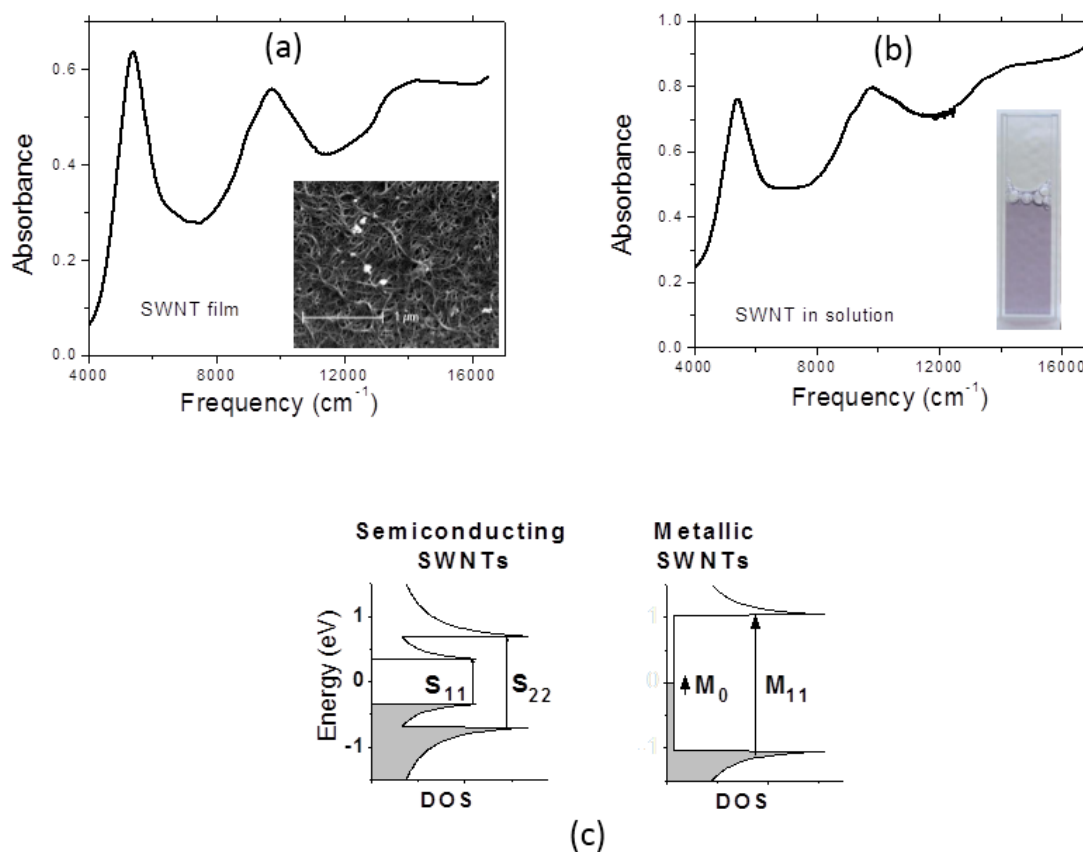 (a)
Absorbance
0.6
0.4
0.2
0.0
SWNT film
1 μm
4000 8000 12000 16000
Frequency (cm⁻¹)
(b)
Absorbance
1.0
0.8
0.6
0.4
0.2
0.0
SWNT in solution
4000 8000 12000 16000
Frequency (cm⁻¹)
Semiconducting
SWNTs
Energy (eV)
1
0
-1
S₁₁
S₂₂
DOS
Metallic
SWNTs
1
0
-1
M₀
M₁₁
DOS
(c)